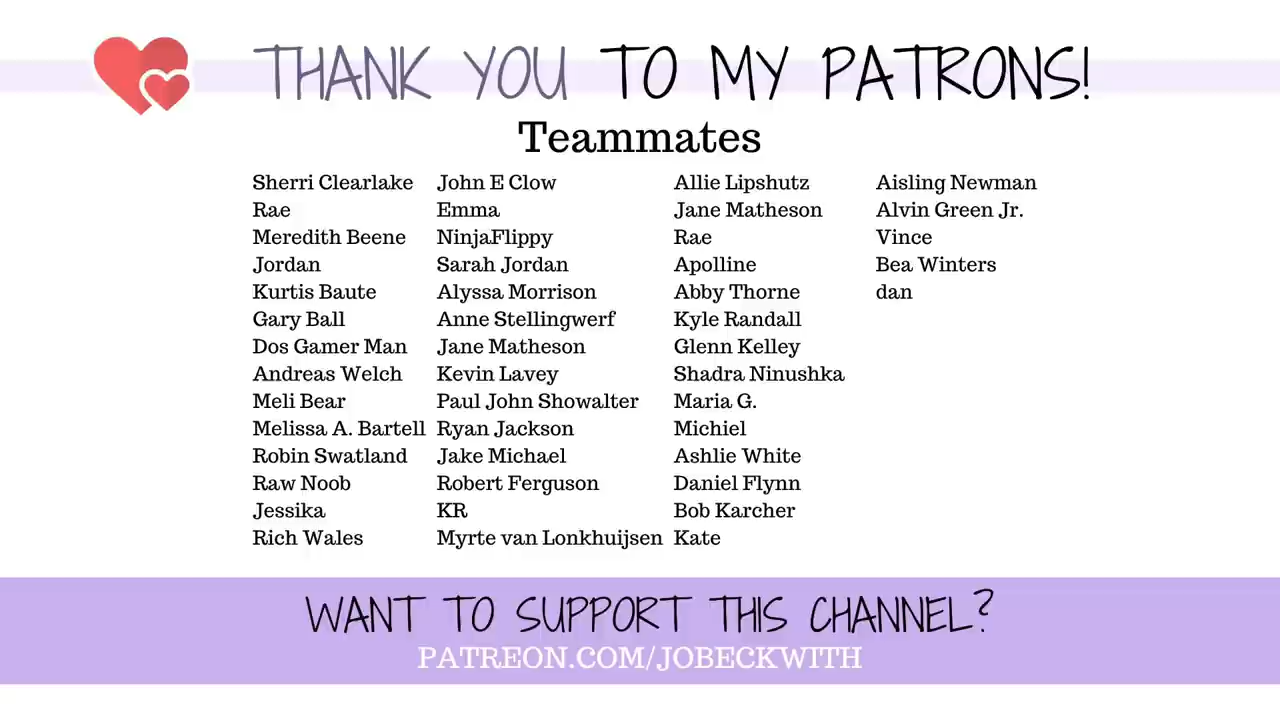 THANK YOU TO MY PATRONS!
Teammates
Sherri Clearlake
Rae
Meredith Beene
Jordan
Kurtis Baute
Gary Ball
Dos Gamer Man
Andreas Welch
Meli Bear
Melissa A. Bartell
Robin Swatland
Raw Noob
Jessika
Rich Wales
John E Clow
Emma
NinjaFlippy
Sarah Jordan
Alyssa Morrison
Anne Stellingwerf
Jane Matheson
Kevin Lavey
Paul John Showalter
Ryan Jackson
Jake Michael
Robert Ferguson
KR
Myrte van Lonkhuijsen
Allie Lipshutz
Jane Matheson
Rae
Apolline
Abby Thorne
Kyle Randall
Glenn Kelley
Shadra Ninushka
Maria G.
Michiel
Ashlie White
Daniel Flynn
Bob Karcher
Kate
Aisling Newman
Alvin Green Jr.
Vince
Bea Winters
dan
WANT TO SUPPORT THIS CHANNEL?
PATREON.COM/JOBECKWITH